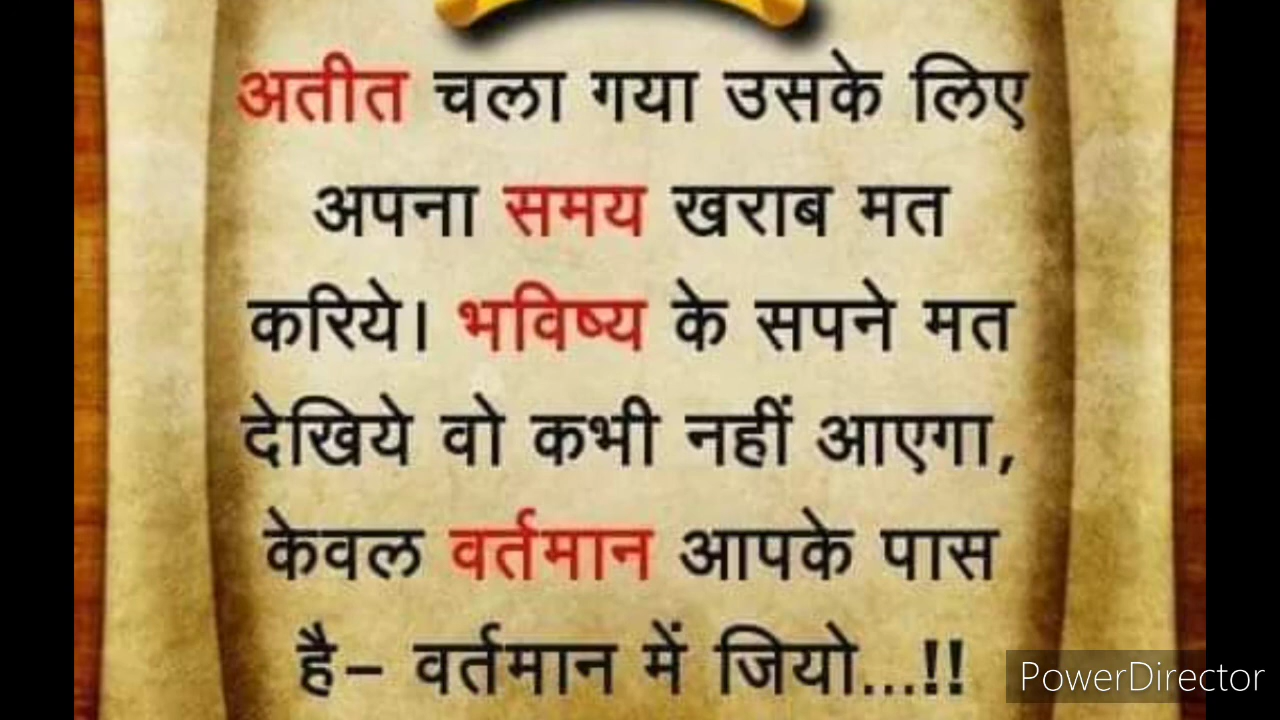 अतीत चला गया उसके लिए
अपना समय खराब मत
करिये। भविष्य के सपने मत
देखिये वो कभी नहीं आएगा,
केवल वर्तमान आपके पास
है– वर्तमान में जियो...!!
PowerDirector